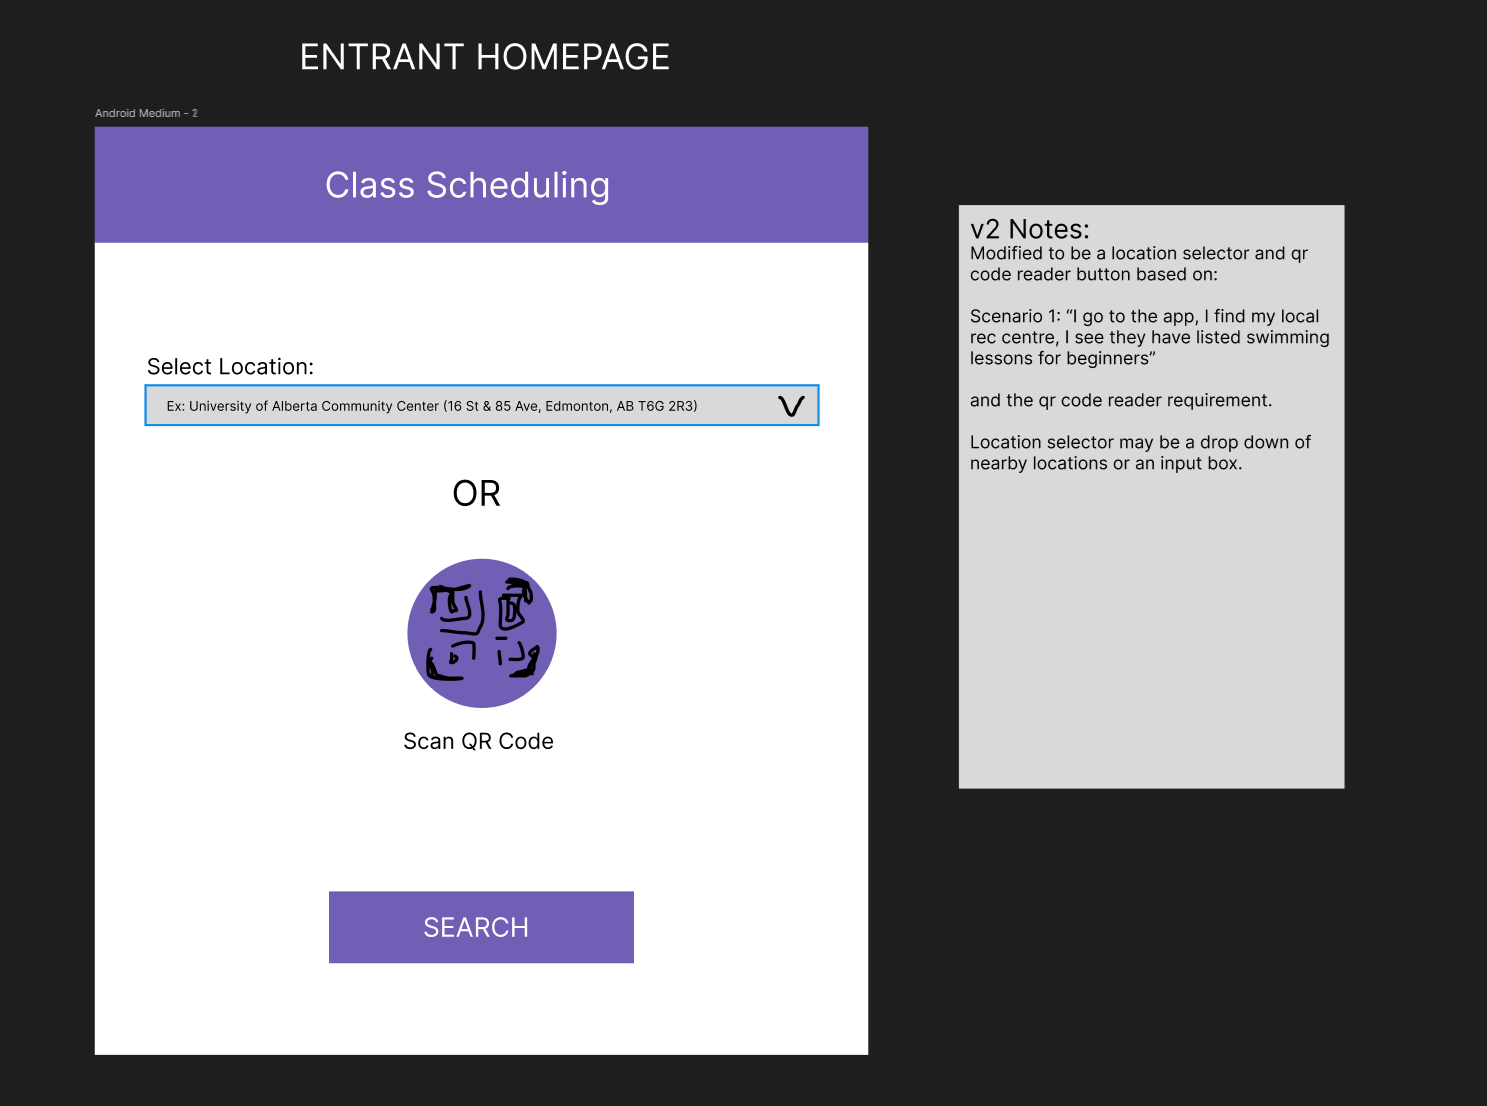 ENTRANT HOMEPAGE
Android Medium - 2
Class Scheduling
Select Location:
Ex: University of Alberta Community Center (16 St & 85 Ave, Edmonton, AB T6G 2R3)
OR
Scan QR Code
SEARCH
v2 Notes:
Modified to be a location selector and qr
code reader button based on:
Scenario 1: “I go to the app, I find my local
rec centre, I see they have listed swimming
lessons for beginners”
and the qr code reader requirement.
Location selector may be a drop down of
nearby locations or an input box.